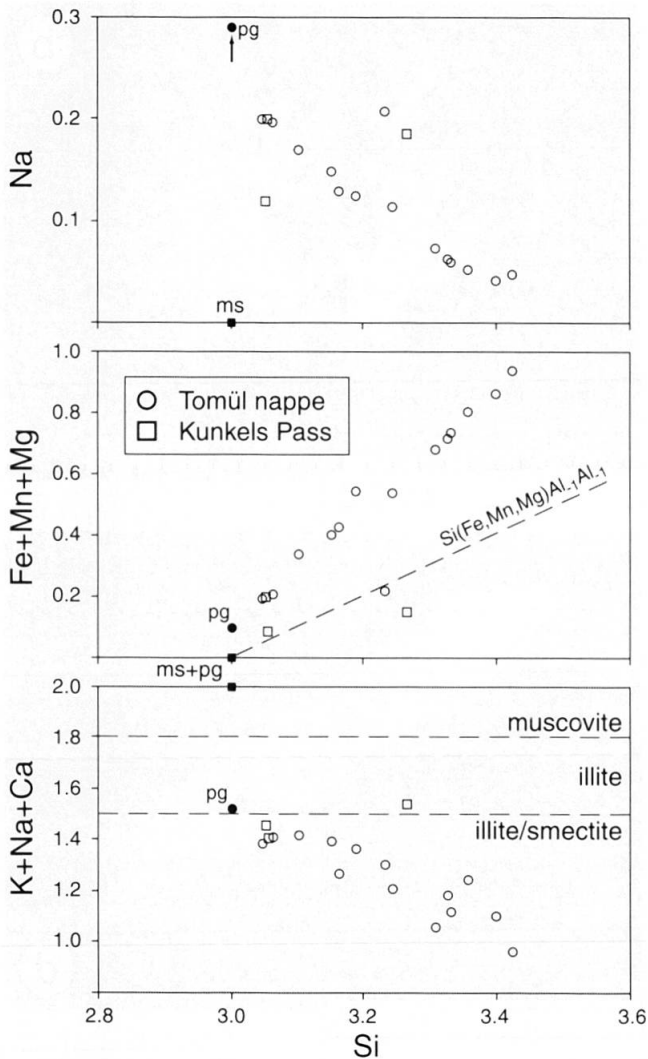 0.3
pg
0.2
Na
0.1
ms
1.0
Tomül nappe
0.8
Kunkels Pass
0.6
Fe+Mn+Mg
Si(Fe,Mn,Mg)Al-1Al-1
0.4
0.2
pg
ms+pg
2.0
muscovite
1.8
K+Na+Ca
illite
1.6
pg
illite/smectite
1.4
1.2
1.0
2.8 3.0 3.2 3.4 3.6
Si